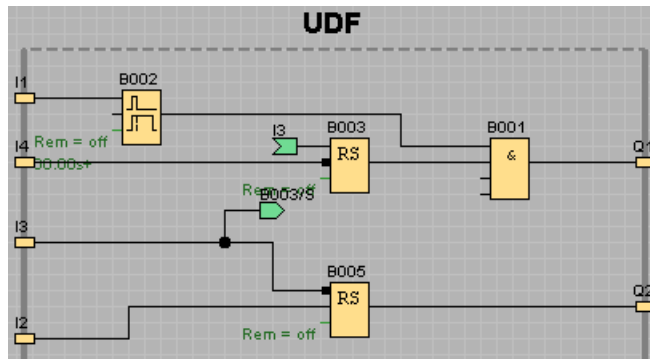 UDF
I1
B002
Rem = off
00.00s+
I4
I3
B003
RS
Rem = off
B003/S
B001
&
Q1
I3
B005
RS
Rem = off
Q2
I2